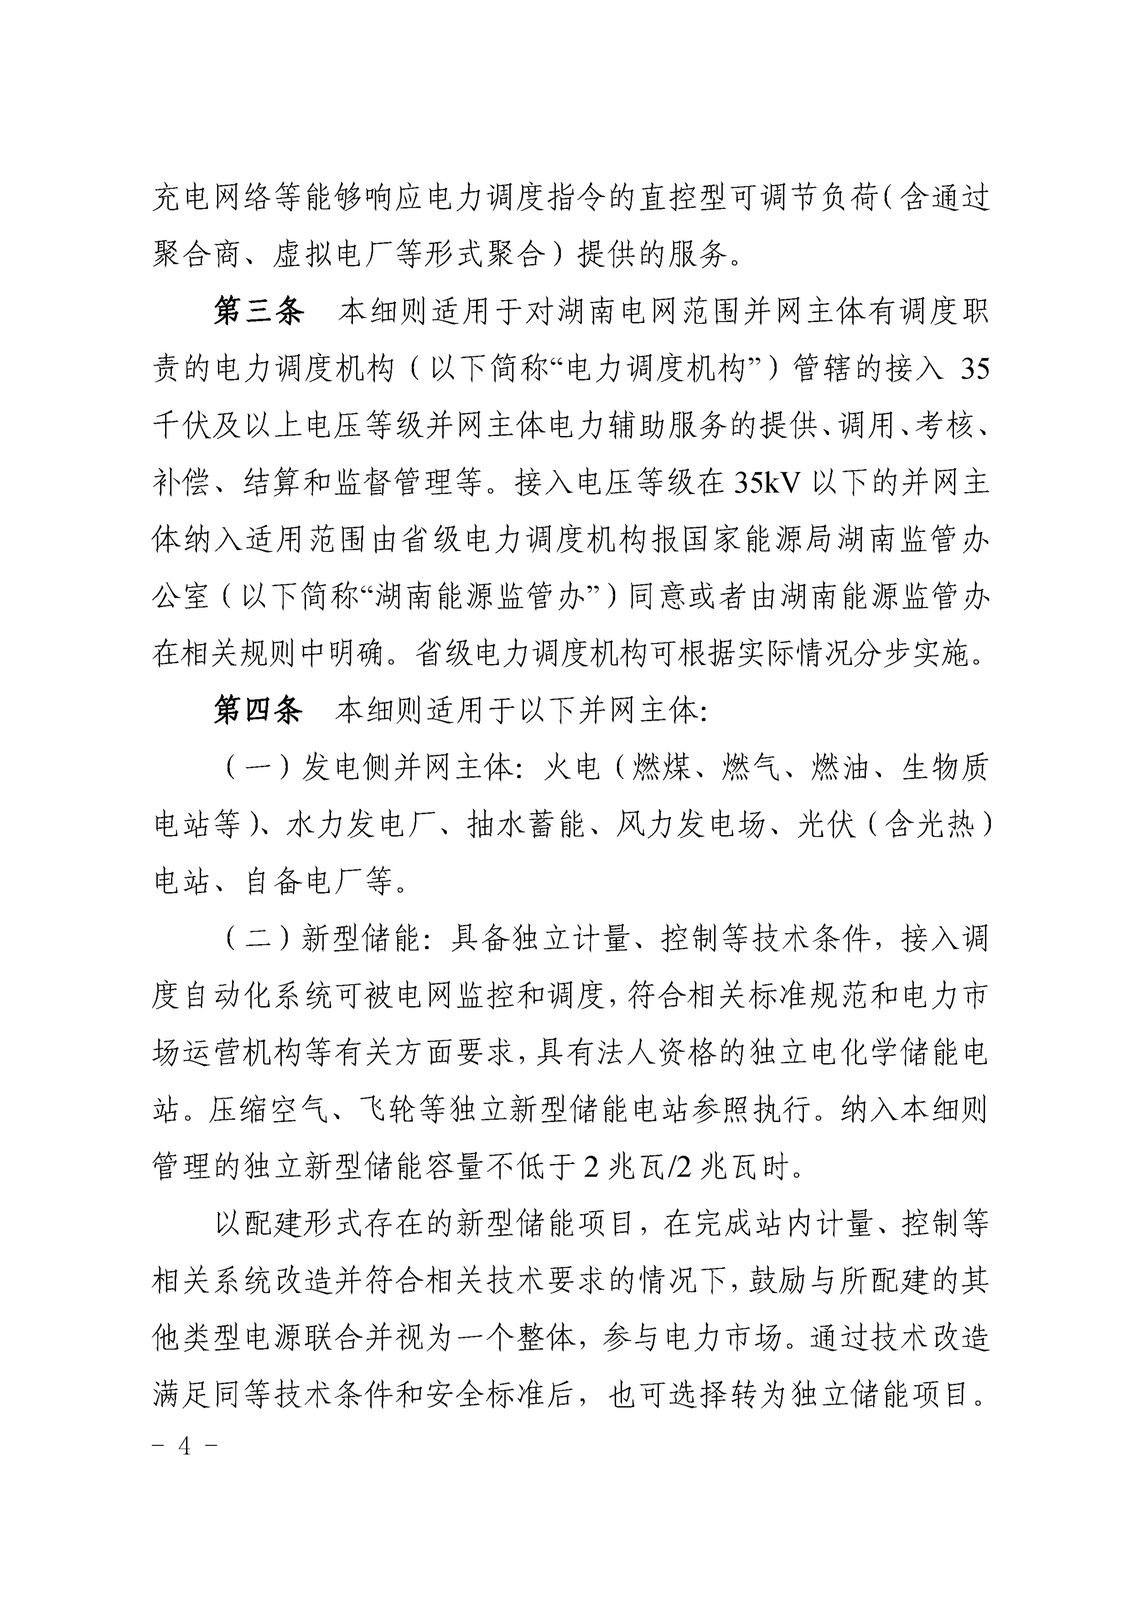 充电网络等能够响应电力调度指令的直控型可调节负荷（含通过
聚合商、虚拟电厂等形式聚合）提供的服务。
第三条　本细则适用于对湖南电网范围并网主体有调度职
责的电力调度机构（以下简称“电力调度机构”）管辖的接入 35
千伏及以上电压等级并网主体电力辅助服务的提供、调用、考核、
补偿、结算和监督管理等。接入电压等级在 35kV 以下的并网主
体纳入适用范围由省级电力调度机构报国家能源局湖南监管办
公室（以下简称“湖南能源监管办”）同意或者由湖南能源监管办
在相关规则中明确。省级电力调度机构可根据实际情况分步实施。
第四条　本细则适用于以下并网主体：
（一）发电侧并网主体：火电（燃煤、燃气、燃油、生物质
电站等）、水力发电厂、抽水蓄能、风力发电场、光伏（含光热）
电站、自备电厂等。
（二）新型储能：具备独立计量、控制等技术条件，接入调
度自动化系统可被电网监控和调度，符合相关标准规范和电力市
场运营机构等有关方面要求，具有法人资格的独立电化学储能电
站。压缩空气、飞轮等独立新型储能电站参照执行。纳入本细则
管理的独立新型储能容量不低于 2 兆瓦/2 兆瓦时。
以配建形式存在的新型储能项目，在完成站内计量、控制等
相关系统改造并符合相关技术要求的情况下，鼓励与所配建的其
他类型电源联合并视为一个整体，参与电力市场。通过技术改造
满足同等技术条件和安全标准后，也可选择转为独立储能项目。
- 4 -